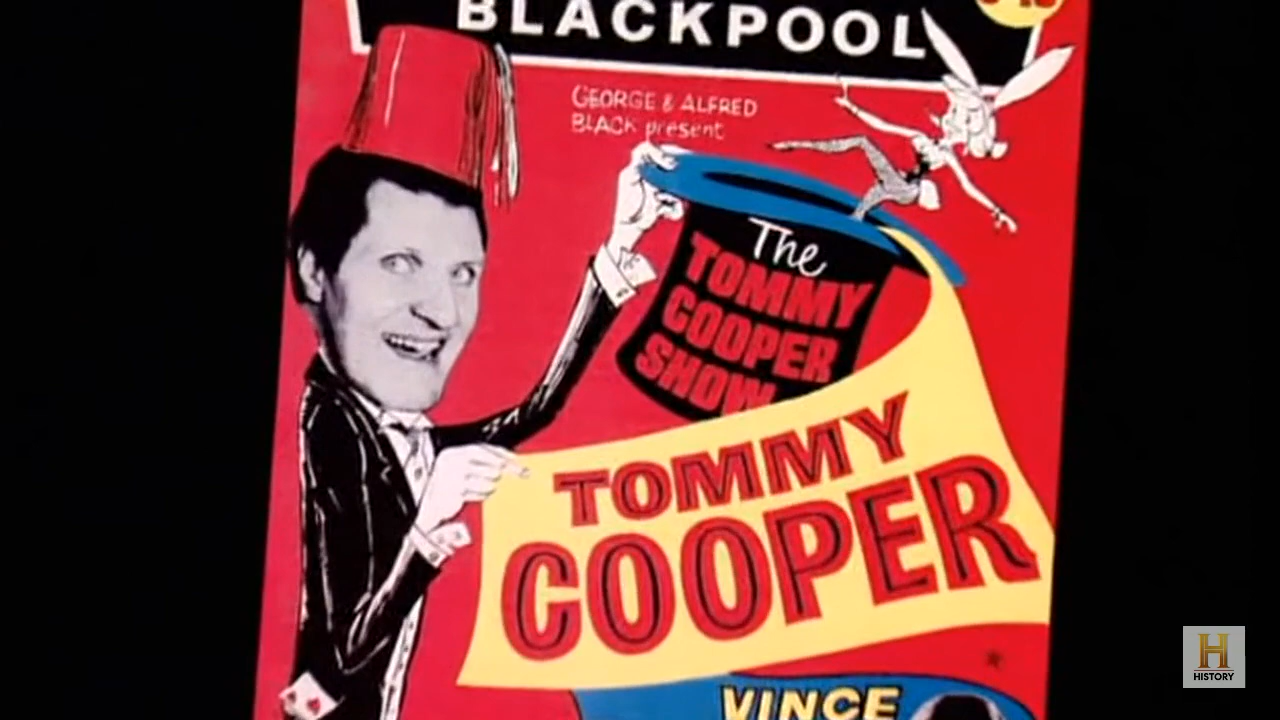 BLACKPOOL
GEORGE & ALFRED
BLACK present
The
TOMMY
COOPER
SHOW
TOMMY
COOPER
VINCE
H
HISTORY